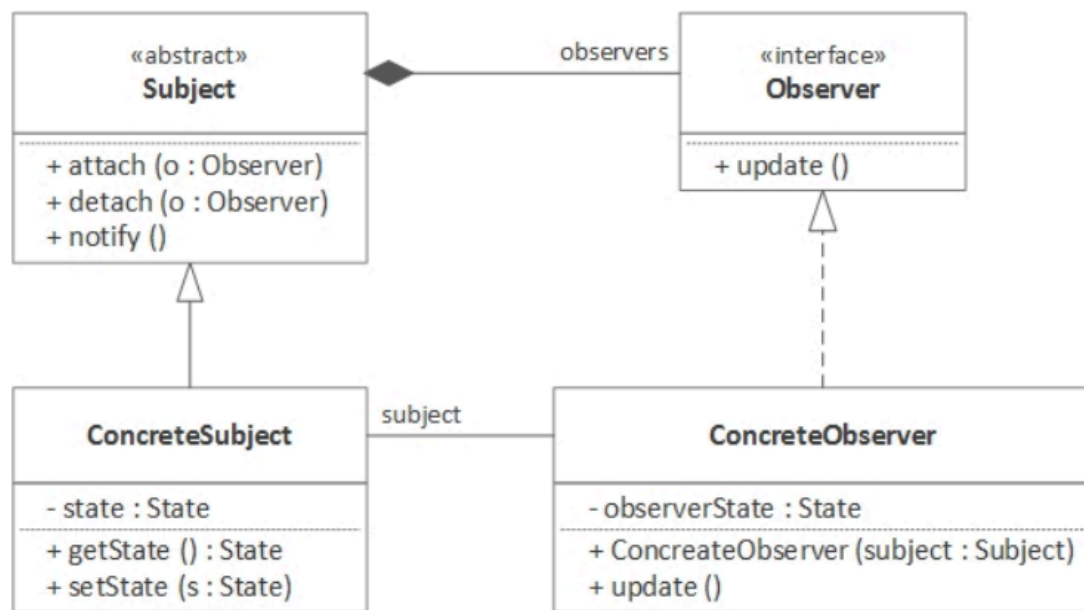 «abstract»
Subject
+ attach (o : Observer)
+ detach (o : Observer)
+ notify ()
observers
«interface»
Observer
+ update ()
ConcreteSubject
- state : State
+ getState () : State
+ setState (s : State)
subject
ConcreteObserver
- observerState : State
+ ConcreateObserver (subject : Subject)
+ update ()